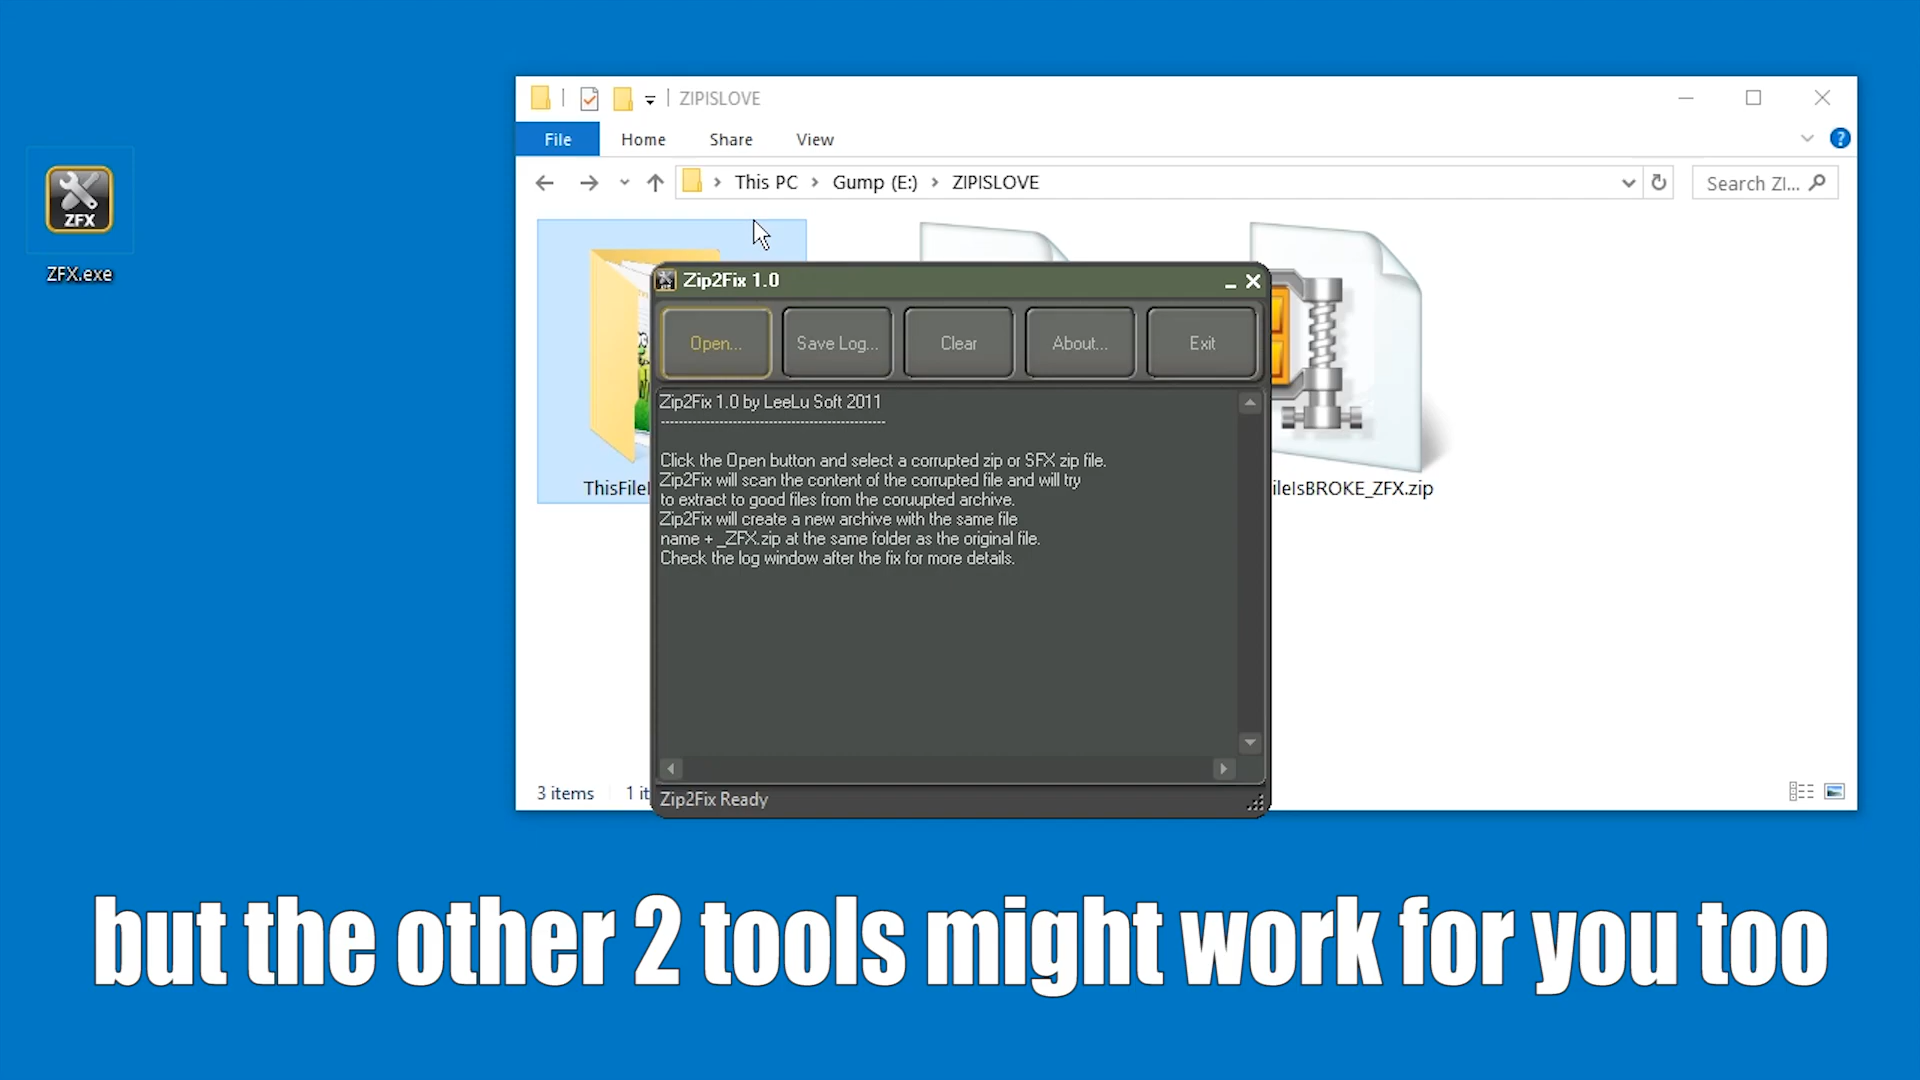 ZIPISLOVE
File Home Share View
This PC Gump (E:) ZIPISLOVE
Search ZI...
ZFX
ZFX.exe
Zip2Fix 1.0
Open... Save Log... Clear About... Exit
Zip2Fix 1.0 by LeeLu Soft 2011
------------------------------------------------
Click the Open button and select a corrupted zip or SFX zip file.
Zip2Fix will scan the content of the corrupted file and will try
to extract to good files from the coruupted archive.
Zip2Fix will create a new archive with the same file
name + _ZFX.zip at the same folder as the original file.
Check the log window after the fix for more details.
ThisFileI
ileIsBROKE_ZFX.zip
3 items 1 it
Zip2Fix Ready
but the other 2 tools might work for you too